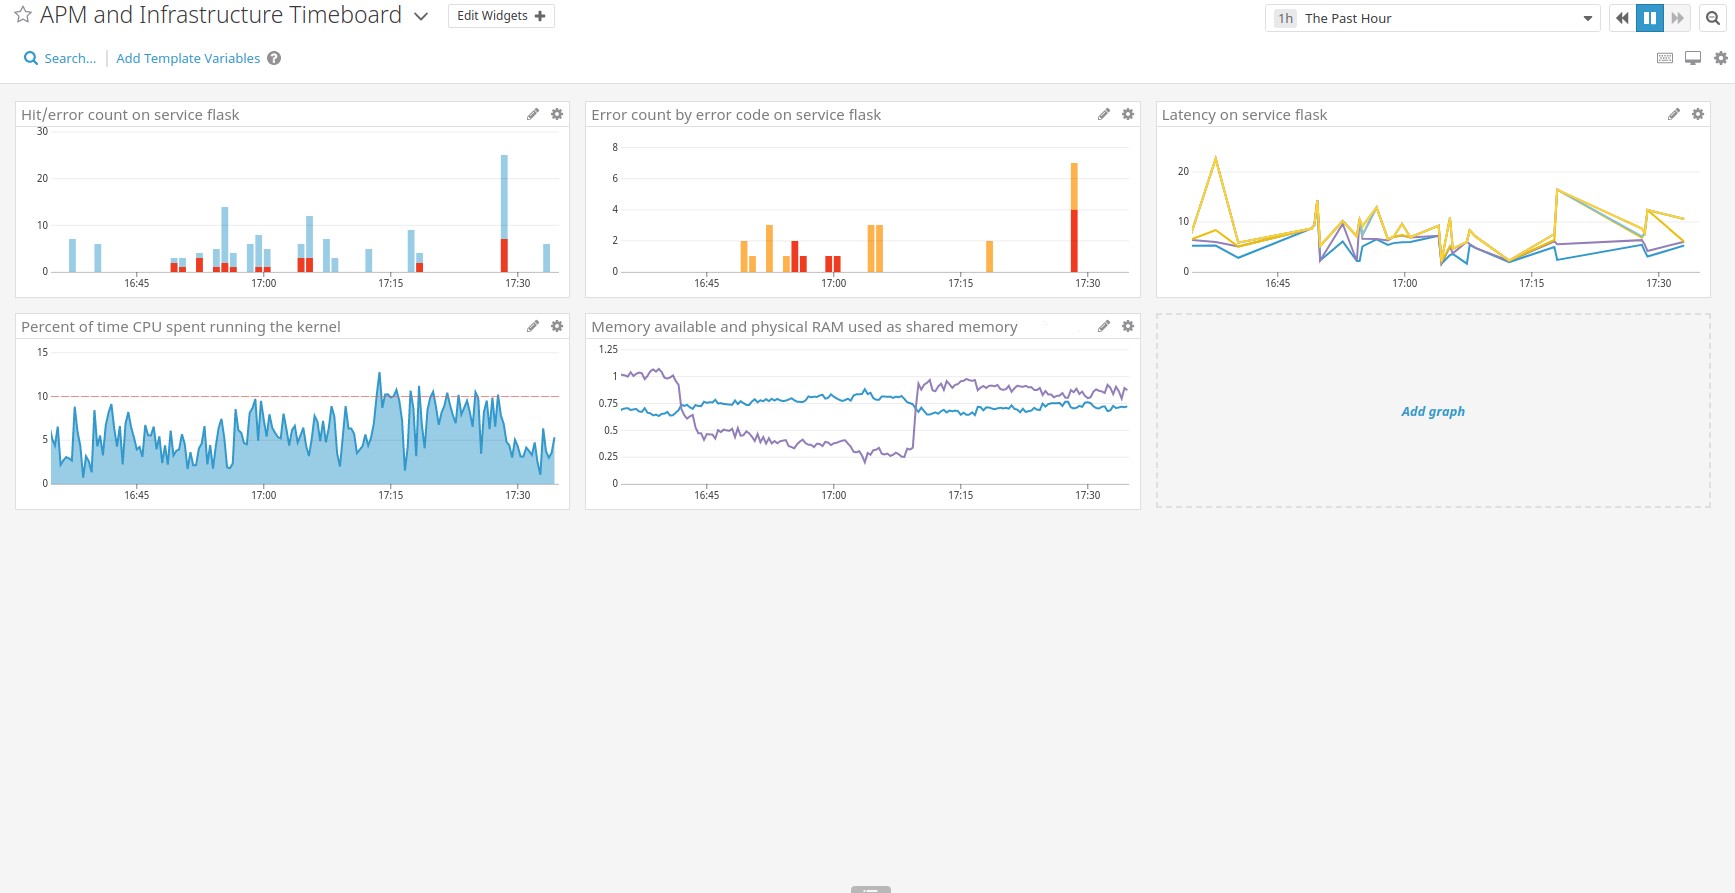 APM and Infrastructure Timeboard
Edit Widgets +
1h The Past Hour
Search...
Add Template Variables ?
Hit/error count on service flask
30
20
10
0
16:45 17:00 17:15 17:30
Error count by error code on service flask
8
6
4
2
0
16:45 17:00 17:15 17:30
Latency on service flask
20
10
0
16:45 17:00 17:15 17:30
Percent of time CPU spent running the kernel
15
10
5
0
16:45 17:00 17:15 17:30
Memory available and physical RAM used as shared memory
1.25
1
0.75
0.5
0.25
0
16:45 17:00 17:15 17:30
Add graph